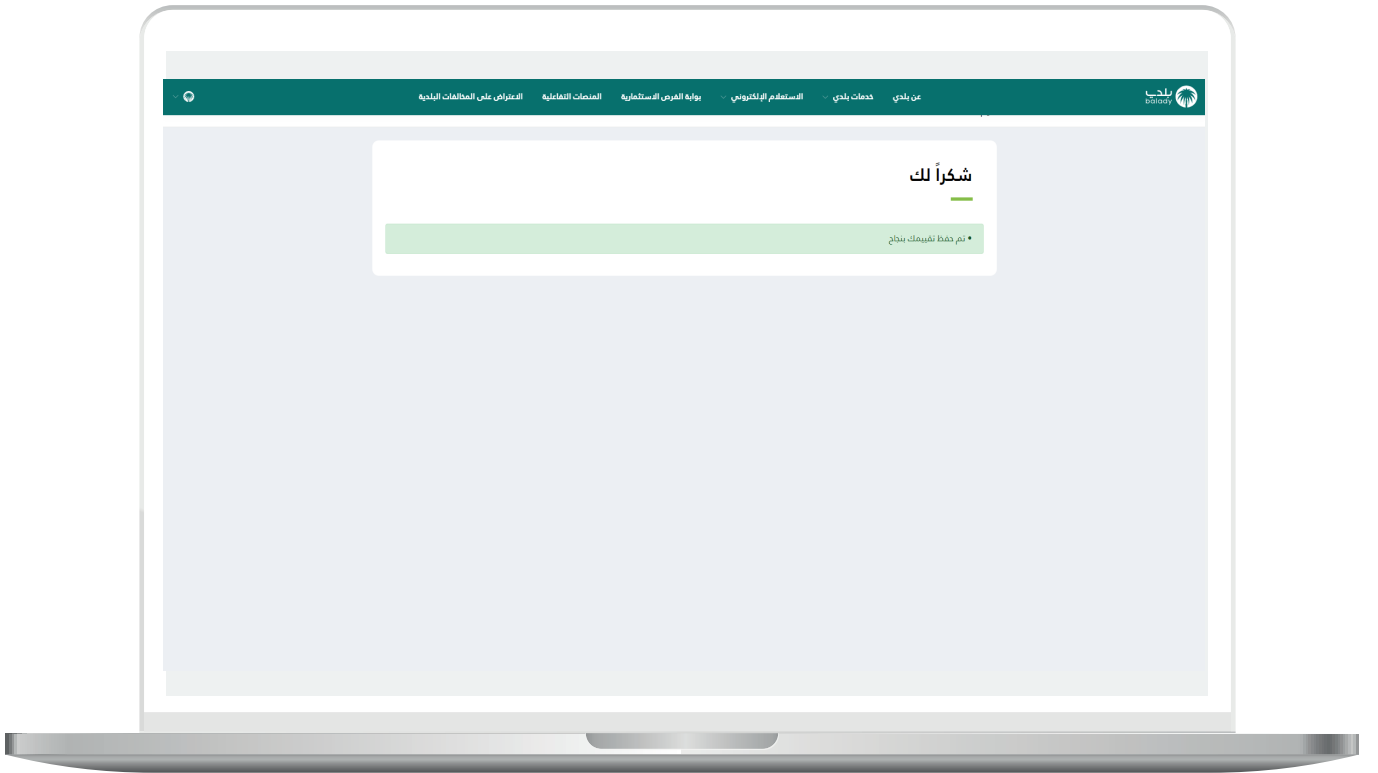 بلدي
balady
عن بلدي
خدمات بلدي
الاستعلام الإلكتروني
بوابة الفرص الاستثمارية
المنصات التفاعلية
الاعتراض على المخالفات البلدية
شكراً لك
• تم حفظ تقييمك بنجاح